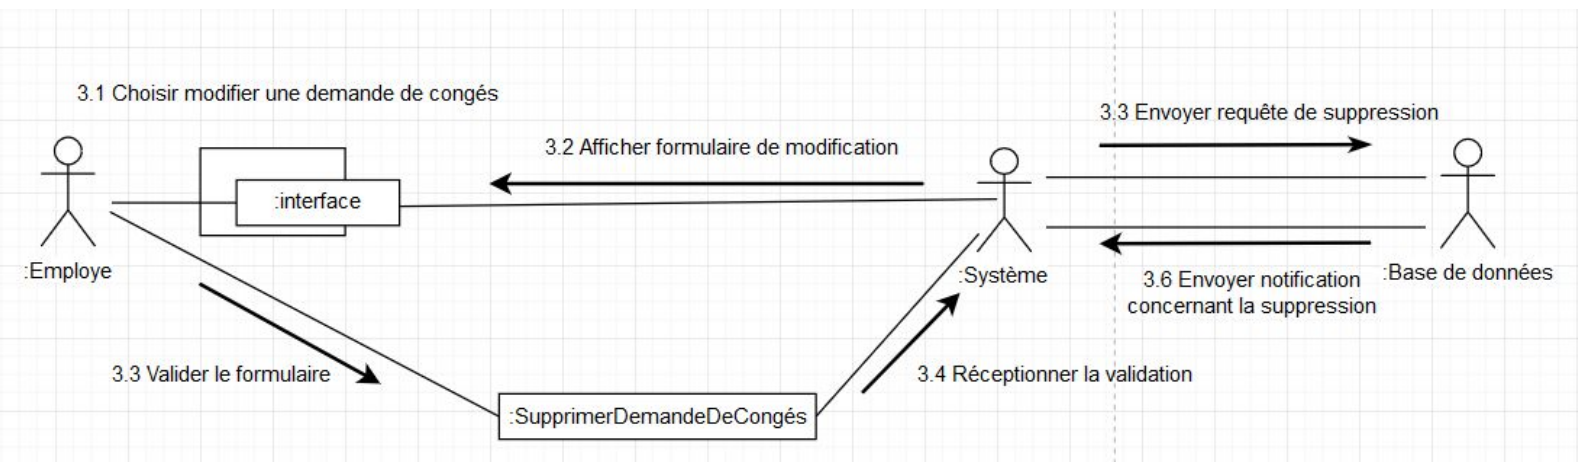 3.1 Choisir modifier une demande de congés
3.3 Envoyer requête de suppression
3.2 Afficher formulaire de modification
:interface
:Employe
:Système
:Base de données
3.6 Envoyer notification
concernant la suppression
3.3 Valider le formulaire
3.4 Réceptionner la validation
:SupprimerDemandeDeCongés